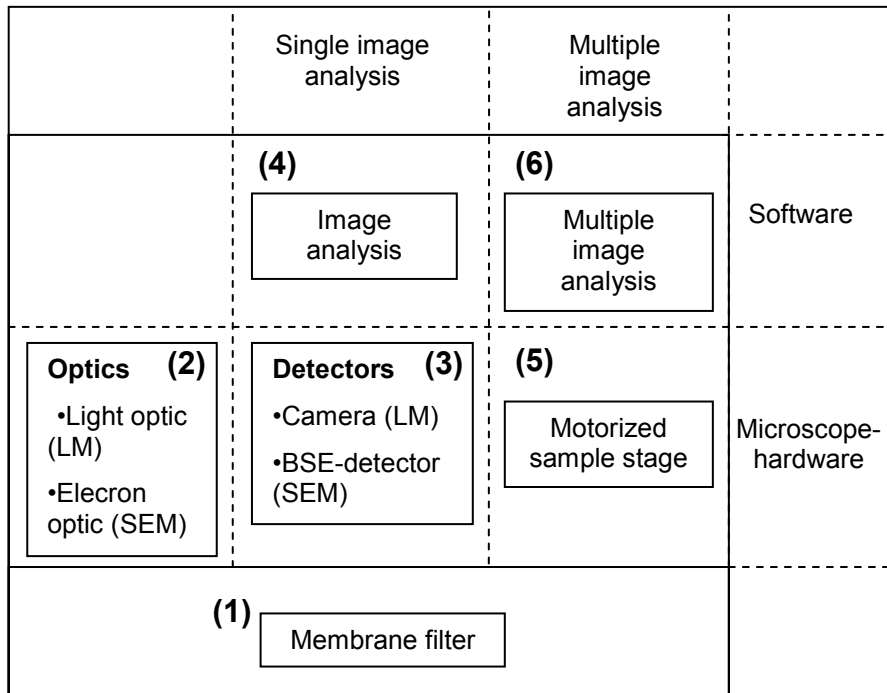 Single image
analysis
Multiple
image
analysis
(4)
Image
analysis
(6)
Multiple
image
analysis
Software
Optics (2)
•Light optic
(LM)
•Elecron
optic (SEM)
Detectors (3)
•Camera (LM)
•BSE-detector
(SEM)
(5)
Motorized
sample stage
Microscope-
hardware
(1)
Membrane filter